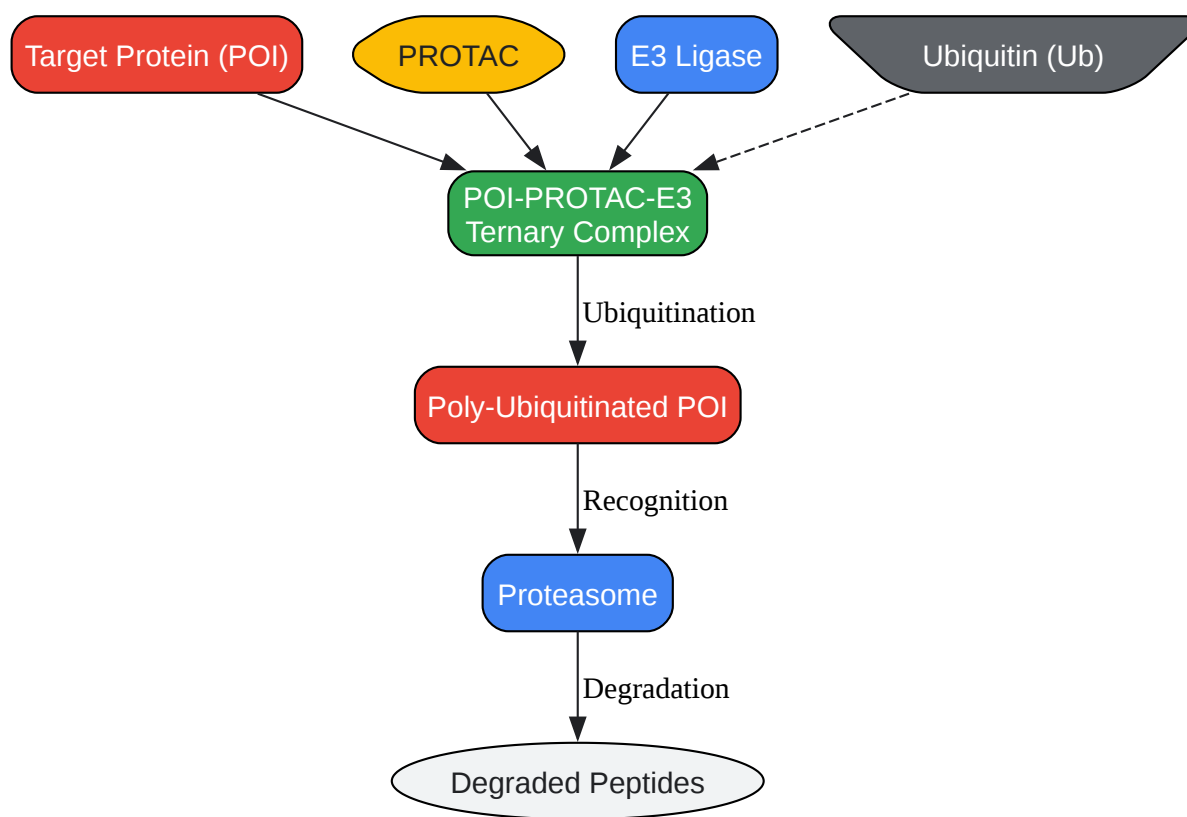 Target Protein (POI)
PROTAC
E3 Ligase
Ubiquitin (Ub)
POI-PROTAC-E3
Ternary Complex
Ubiquitination
Poly-Ubiquitinated POI
Recognition
Proteasome
Degradation
Degraded Peptides